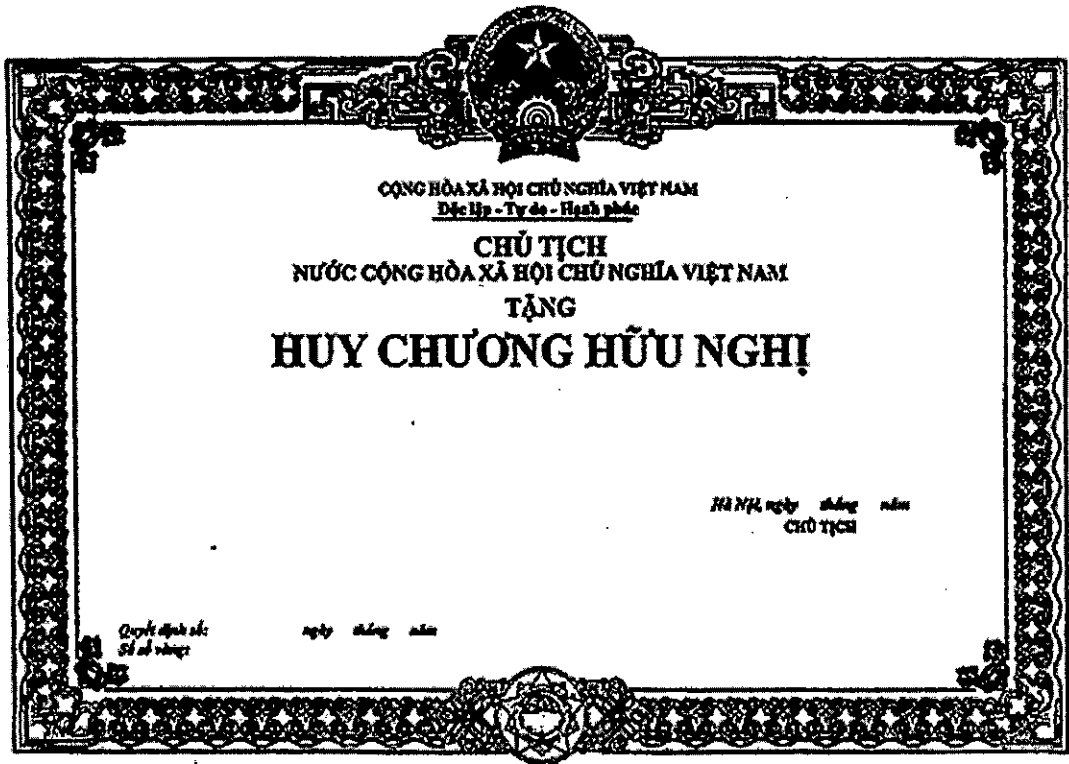 CỘNG HÒA XÃ HỘI CHỦ NGHĨA VIỆT NAM
Độc lập - Tự do - Hạnh phúc
CHỦ TỊCH
NƯỚC CỘNG HÒA XÃ HỘI CHỦ NGHĨA VIỆT NAM
TẶNG
HUY CHƯƠNG HỮU NGHỊ
Hà Nội, ngày tháng năm
CHỦ TỊCH
Quyết định số: ngày tháng năm
Số sổ vàng: